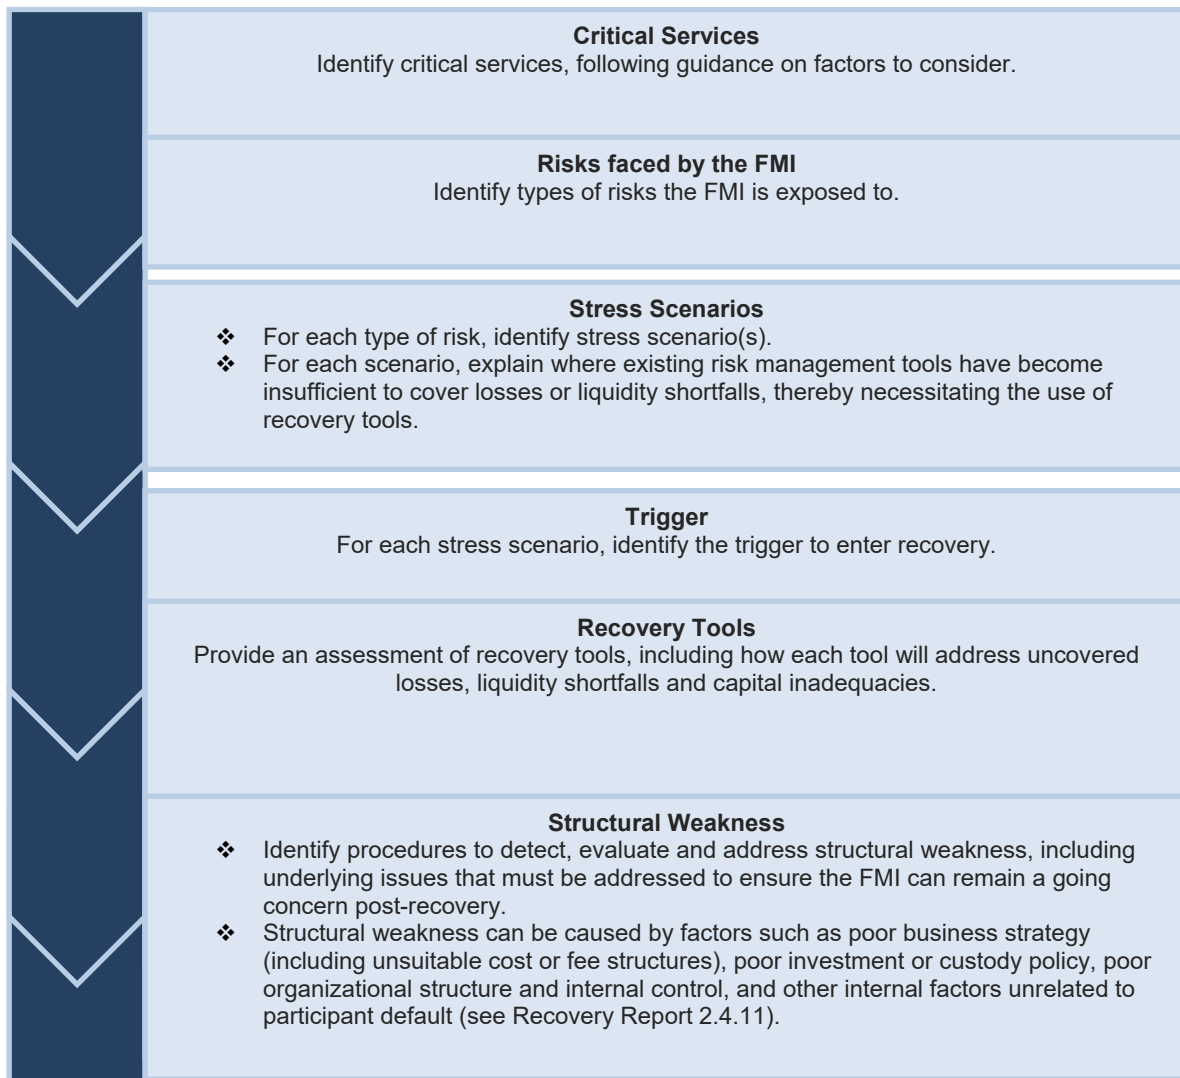 Critical Services
Identify critical services, following guidance on factors to consider.
Risks faced by the FMI
Identify types of risks the FMI is exposed to.
Stress Scenarios
❖ For each type of risk, identify stress scenario(s).
❖ For each scenario, explain where existing risk management tools have become
insufficient to cover losses or liquidity shortfalls, thereby necessitating the use of
recovery tools.
Trigger
For each stress scenario, identify the trigger to enter recovery.
Recovery Tools
Provide an assessment of recovery tools, including how each tool will address uncovered
losses, liquidity shortfalls and capital inadequacies.
Structural Weakness
❖ Identify procedures to detect, evaluate and address structural weakness, including
underlying issues that must be addressed to ensure the FMI can remain a going
concern post-recovery.
❖ Structural weakness can be caused by factors such as poor business strategy
(including unsuitable cost or fee structures), poor investment or custody policy, poor
organizational structure and internal control, and other internal factors unrelated to
participant default (see Recovery Report 2.4.11).